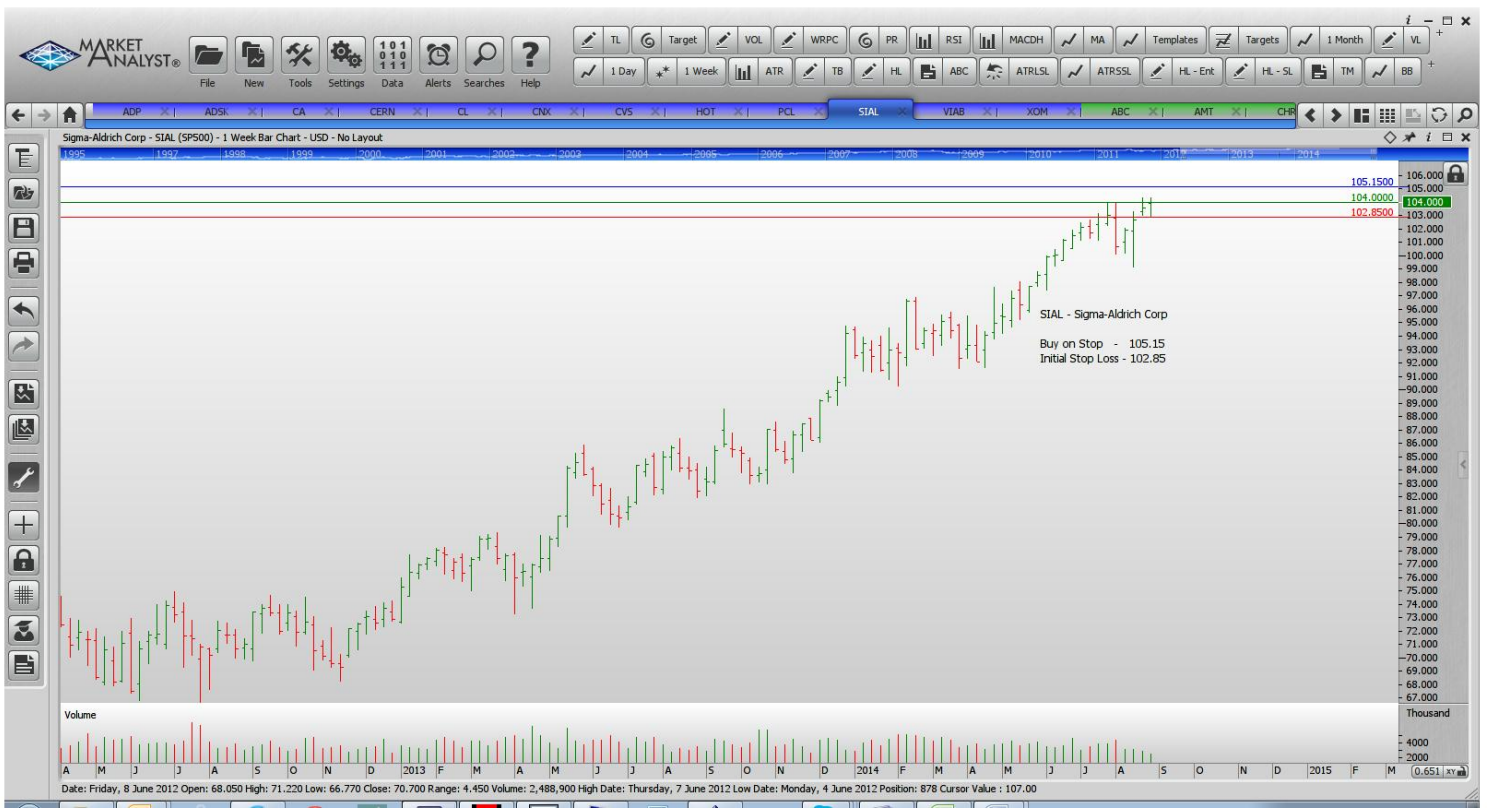 MARKET
ANALYST®
File
New
Tools
Settings
101
010
111
Data
Alerts
Searches
?
Help
TL
Target
VOL
WRPC
PR
RSI
MACDH
MA
Templates
Targets
1 Month
VL
1 Day
1 Week
ATR
TB
HL
ABC
ATRLSL
ATRSSL
HL - Ent
HL - SL
TM
BB
ADP
ADSK
CA
CERN
CL
CNX
CVS
HOT
PCL
SIAL
VIAB
XOM
ABC
AMT
CHR
Sigma-Aldrich Corp - SIAL (SP500) - 1 Week Bar Chart - USD - No Layout
1995 1997 1998 1999 2000 2001 2002 2003 2004 2005 2006 2007 2008 2009 2010 2011 2012 2013 2014
105.1500
104.0000
102.8500
106.000
105.000
104.000
103.000
102.000
101.000
100.000
99.000
98.000
97.000
96.000
95.000
94.000
93.000
92.000
91.000
90.000
89.000
88.000
87.000
86.000
85.000
84.000
83.000
82.000
81.000
80.000
79.000
78.000
77.000
76.000
75.000
74.000
73.000
72.000
71.000
70.000
69.000
68.000
67.000
SIAL - Sigma-Aldrich Corp
Buy on Stop - 105.15
Initial Stop Loss - 102.85
Volume
Thousand
4000
2000
A M J J A S O N D 2013 F M A M J J A S O N D 2014 F M A M J J A S O N D 2015 F M
0.651 XY
Date: Friday, 8 June 2012 Open: 68.050 High: 71.220 Low: 66.770 Close: 70.700 Range: 4.450 Volume: 2,488,900 High Date: Thursday, 7 June 2012 Low Date: Monday, 4 June 2012 Position: 878 Cursor Value : 107.00